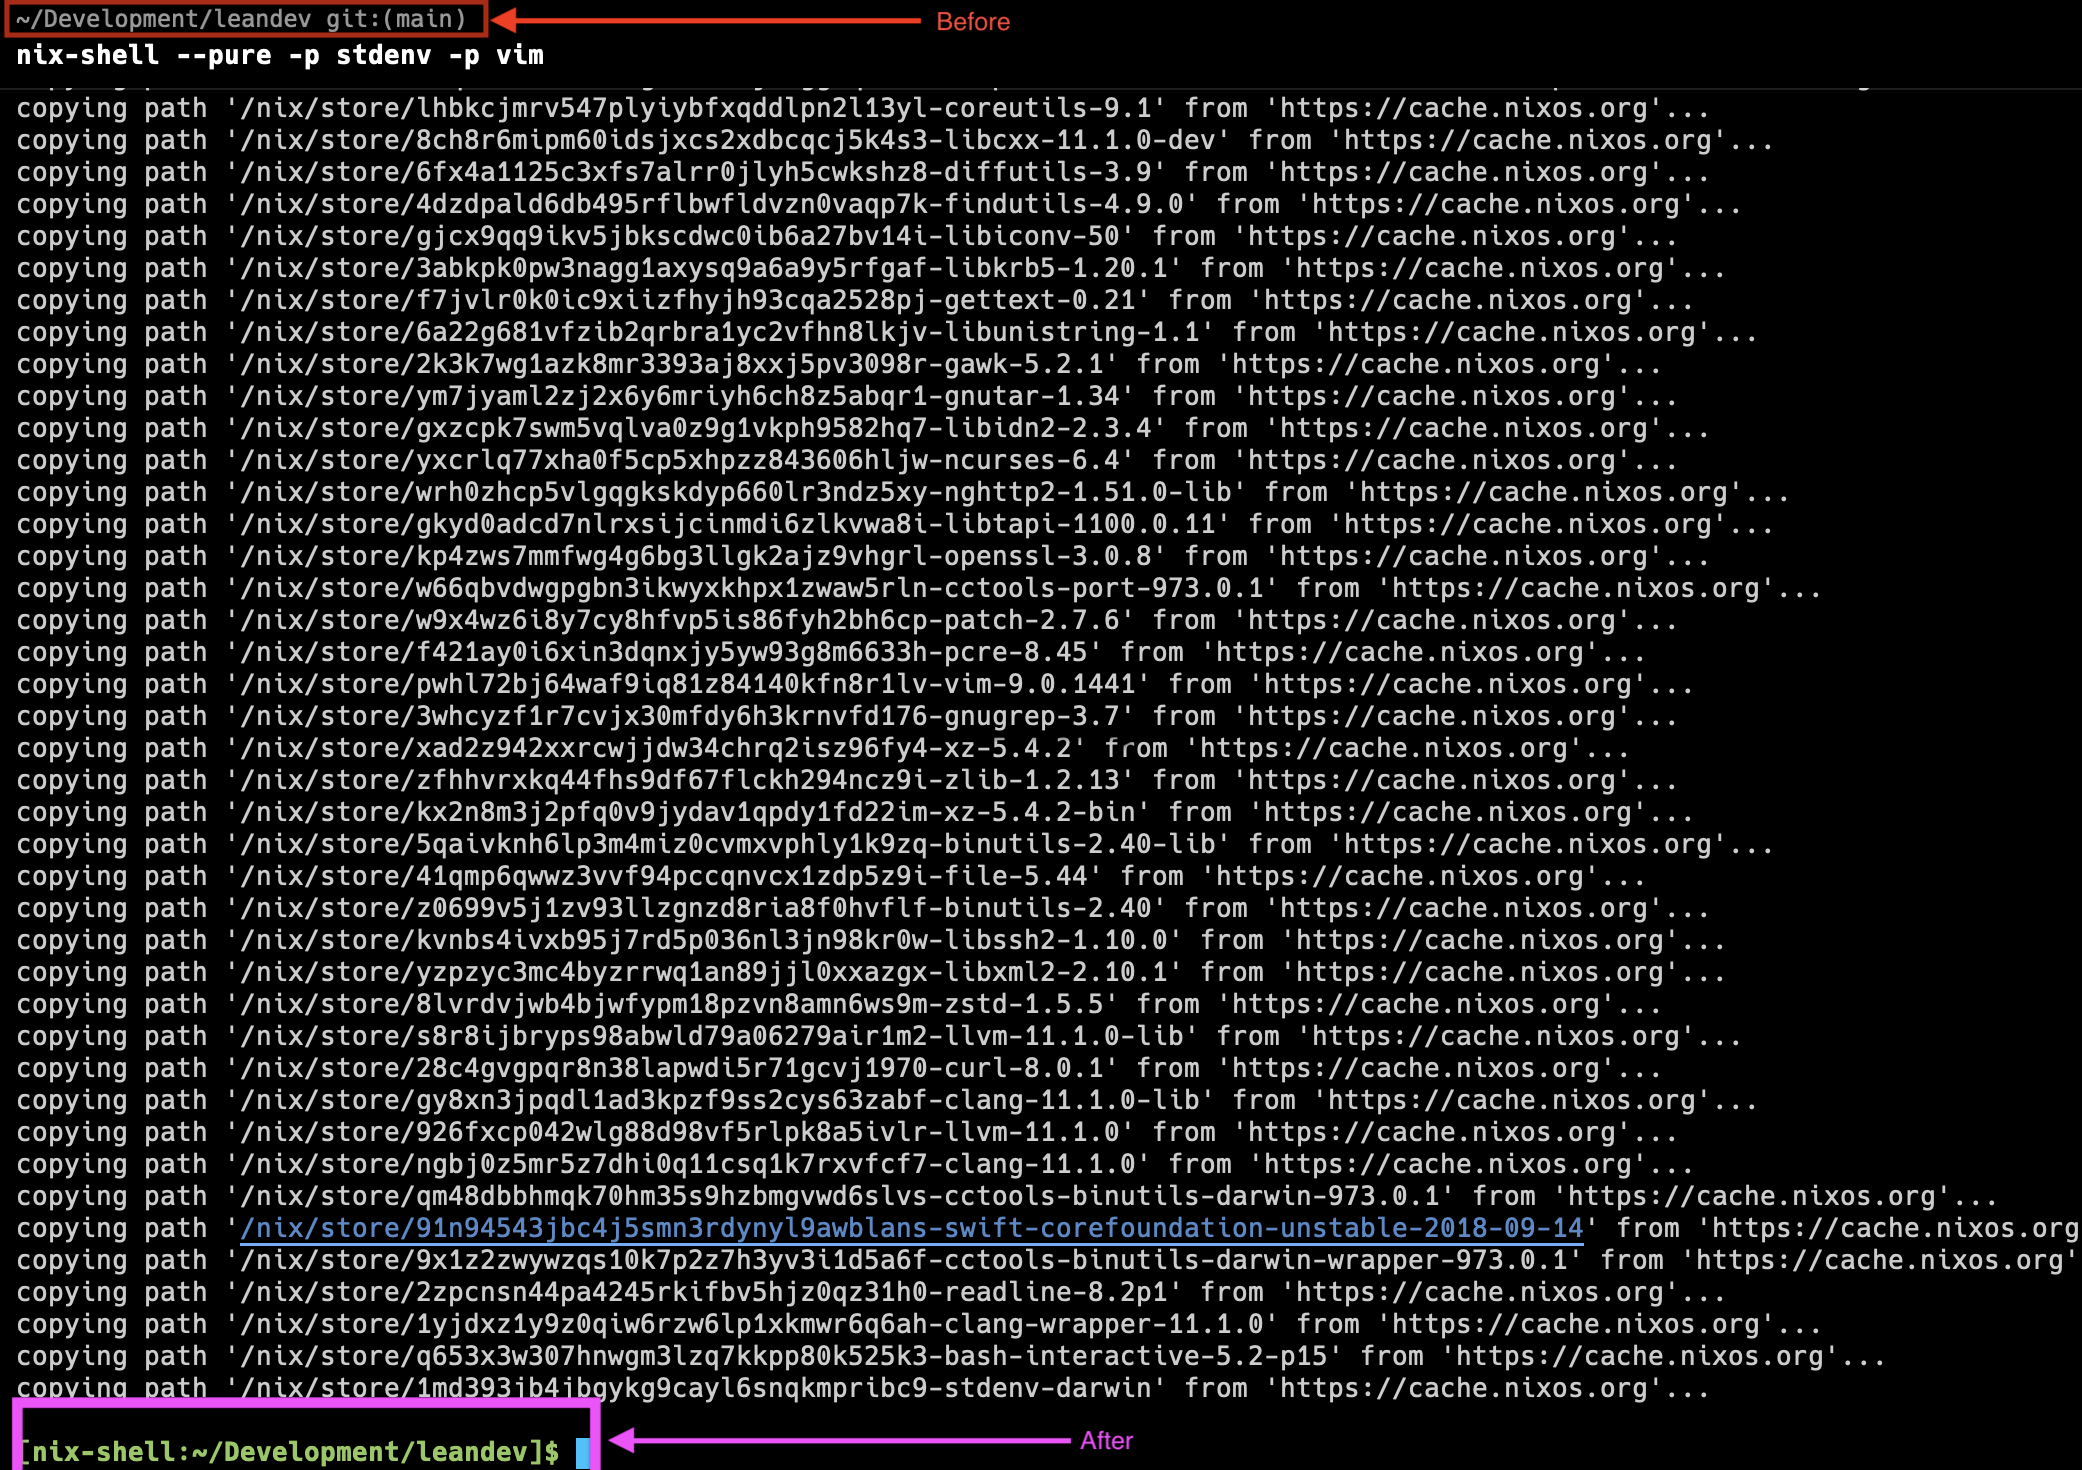 ~/Development/leandev git:(main)
Before
nix-shell --pure -p stdenv -p vim
copying path '/nix/store/lhbkcjmrv547plyiybfxqddlpn2l13yl-coreutils-9.1' from 'https://cache.nixos.org'...
copying path '/nix/store/8ch8r6mipm60idsjxcs2xdbcqcj5k4s3-libcxx-11.1.0-dev' from 'https://cache.nixos.org'...
copying path '/nix/store/6fx4a1125c3xfs7alrr0jlyh5cwkshz8-diffutils-3.9' from 'https://cache.nixos.org'...
copying path '/nix/store/4dzdpald6db495rflbwfldvzn0vaqp7k-findutils-4.9.0' from 'https://cache.nixos.org'...
copying path '/nix/store/gjcx9qq9ikv5jbkscdwc0ib6a27bv14i-libiconv-50' from 'https://cache.nixos.org'...
copying path '/nix/store/3abkpk0pw3nagg1axysq9a6a9y5rfgaf-libkrb5-1.20.1' from 'https://cache.nixos.org'...
copying path '/nix/store/f7jvlr0k0ic9xiizfhyjh93cqa2528pj-gettext-0.21' from 'https://cache.nixos.org'...
copying path '/nix/store/6a22g681vfzib2qrbra1yc2vfhn8lkjv-libunistring-1.1' from 'https://cache.nixos.org'...
copying path '/nix/store/2k3k7wg1azk8mr3393aj8xxj5pv3098r-gawk-5.2.1' from 'https://cache.nixos.org'...
copying path '/nix/store/ym7jyaml2zj2x6y6mriyh6ch8z5abqr1-gnutar-1.34' from 'https://cache.nixos.org'...
copying path '/nix/store/gxzcpk7swm5vqlva0z9g1vkph9582hq7-libidn2-2.3.4' from 'https://cache.nixos.org'...
copying path '/nix/store/yxcrlq77xha0f5cp5xhpzz843606hljw-ncurses-6.4' from 'https://cache.nixos.org'...
copying path '/nix/store/wrh0zhcp5vlgqgkskdyp660lr3ndz5xy-nghttp2-1.51.0-lib' from 'https://cache.nixos.org'...
copying path '/nix/store/gkyd0adcd7nlrxsijcinmdi6zlkvwa8i-libtapi-1100.0.11' from 'https://cache.nixos.org'...
copying path '/nix/store/kp4zws7mmfwg4g6bg3llgk2ajz9vhgrl-openssl-3.0.8' from 'https://cache.nixos.org'...
copying path '/nix/store/w66qbvdwgpgbn3ikwyxkhpx1zwaw5rln-cctools-port-973.0.1' from 'https://cache.nixos.org'...
copying path '/nix/store/w9x4wz6i8y7cy8hfvp5is86fyh2bh6cp-patch-2.7.6' from 'https://cache.nixos.org'...
copying path '/nix/store/f421ay0i6xin3dqnxjy5yw93g8m6633h-pcre-8.45' from 'https://cache.nixos.org'...
copying path '/nix/store/pwhl72bj64waf9iq81z84140kfn8r1lv-vim-9.0.1441' from 'https://cache.nixos.org'...
copying path '/nix/store/3whcyzf1r7cvjx30mfdy6h3krnvfd176-gnugrep-3.7' from 'https://cache.nixos.org'...
copying path '/nix/store/xad2z942xxrcwjjdw34chrq2isz96fy4-xz-5.4.2' from 'https://cache.nixos.org'...
copying path '/nix/store/zfhhvrxkq44fhs9df67flckh294ncz9i-zlib-1.2.13' from 'https://cache.nixos.org'...
copying path '/nix/store/kx2n8m3j2pfq0v9jydav1qpdy1fd22im-xz-5.4.2-bin' from 'https://cache.nixos.org'...
copying path '/nix/store/5qaivknh6lp3m4miz0cvmxvphly1k9zq-binutils-2.40-lib' from 'https://cache.nixos.org'...
copying path '/nix/store/41qmp6qwwz3vvf94pccqnvcx1zdp5z9i-file-5.44' from 'https://cache.nixos.org'...
copying path '/nix/store/z0699v5j1zv93llzgnzd8ria8f0hvflf-binutils-2.40' from 'https://cache.nixos.org'...
copying path '/nix/store/kvnbs4ivxb95j7rd5p036nl3jn98kr0w-libssh2-1.10.0' from 'https://cache.nixos.org'...
copying path '/nix/store/yzpzyc3mc4byzrrwq1an89jjl0xxazgx-libxml2-2.10.1' from 'https://cache.nixos.org'...
copying path '/nix/store/8lvrdvjwb4bjwfypm18pzvn8amn6ws9m-zstd-1.5.5' from 'https://cache.nixos.org'...
copying path '/nix/store/s8r8ijbryps98abwld79a06279air1m2-llvm-11.1.0-lib' from 'https://cache.nixos.org'...
copying path '/nix/store/28c4gvgpqr8n38lapwdi5r71gcvj1970-curl-8.0.1' from 'https://cache.nixos.org'...
copying path '/nix/store/gy8xn3jpqdl1ad3kpzf9ss2cys63zabf-clang-11.1.0-lib' from 'https://cache.nixos.org'...
copying path '/nix/store/926fxcp042wlg88d98vf5rlpk8a5ivlr-llvm-11.1.0' from 'https://cache.nixos.org'...
copying path '/nix/store/ngbj0z5mr5z7dhi0q11csq1k7rxvfcf7-clang-11.1.0' from 'https://cache.nixos.org'...
copying path '/nix/store/qm48dbbhmqk70hm35s9hzbmgvwd6slvs-cctools-binutils-darwin-973.0.1' from 'https://cache.nixos.org'...
copying path '/nix/store/91n94543jbc4j5smn3rdynyl9awblans-swift-corefoundation-unstable-2018-09-14' from 'https://cache.nixos.org
copying path '/nix/store/9x1z2zwywzqs10k7p2z7h3yv3i1d5a6f-cctools-binutils-darwin-wrapper-973.0.1' from 'https://cache.nixos.org'
copying path '/nix/store/2zpcnsn44pa4245rkifbv5hjz0qz31h0-readline-8.2p1' from 'https://cache.nixos.org'...
copying path '/nix/store/1yjdxz1y9z0qiw6rzw6lp1xkmwr6q6ah-clang-wrapper-11.1.0' from 'https://cache.nixos.org'...
copying path '/nix/store/q653x3w307hnwgm3lzq7kkpp80k525k3-bash-interactive-5.2-p15' from 'https://cache.nixos.org'...
copying path '/nix/store/1md393jb4jbgykg9cayl6snqkmpribc9-stdenv-darwin' from 'https://cache.nixos.org'...
[nix-shell:~/Development/leandev]$
After